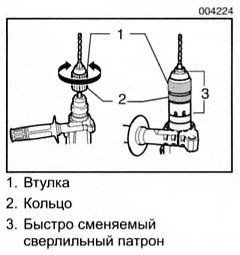 004224
1
2
3
1. Втулка
2. Кольцо
3. Быстро сменяемый
сверлильный патрон